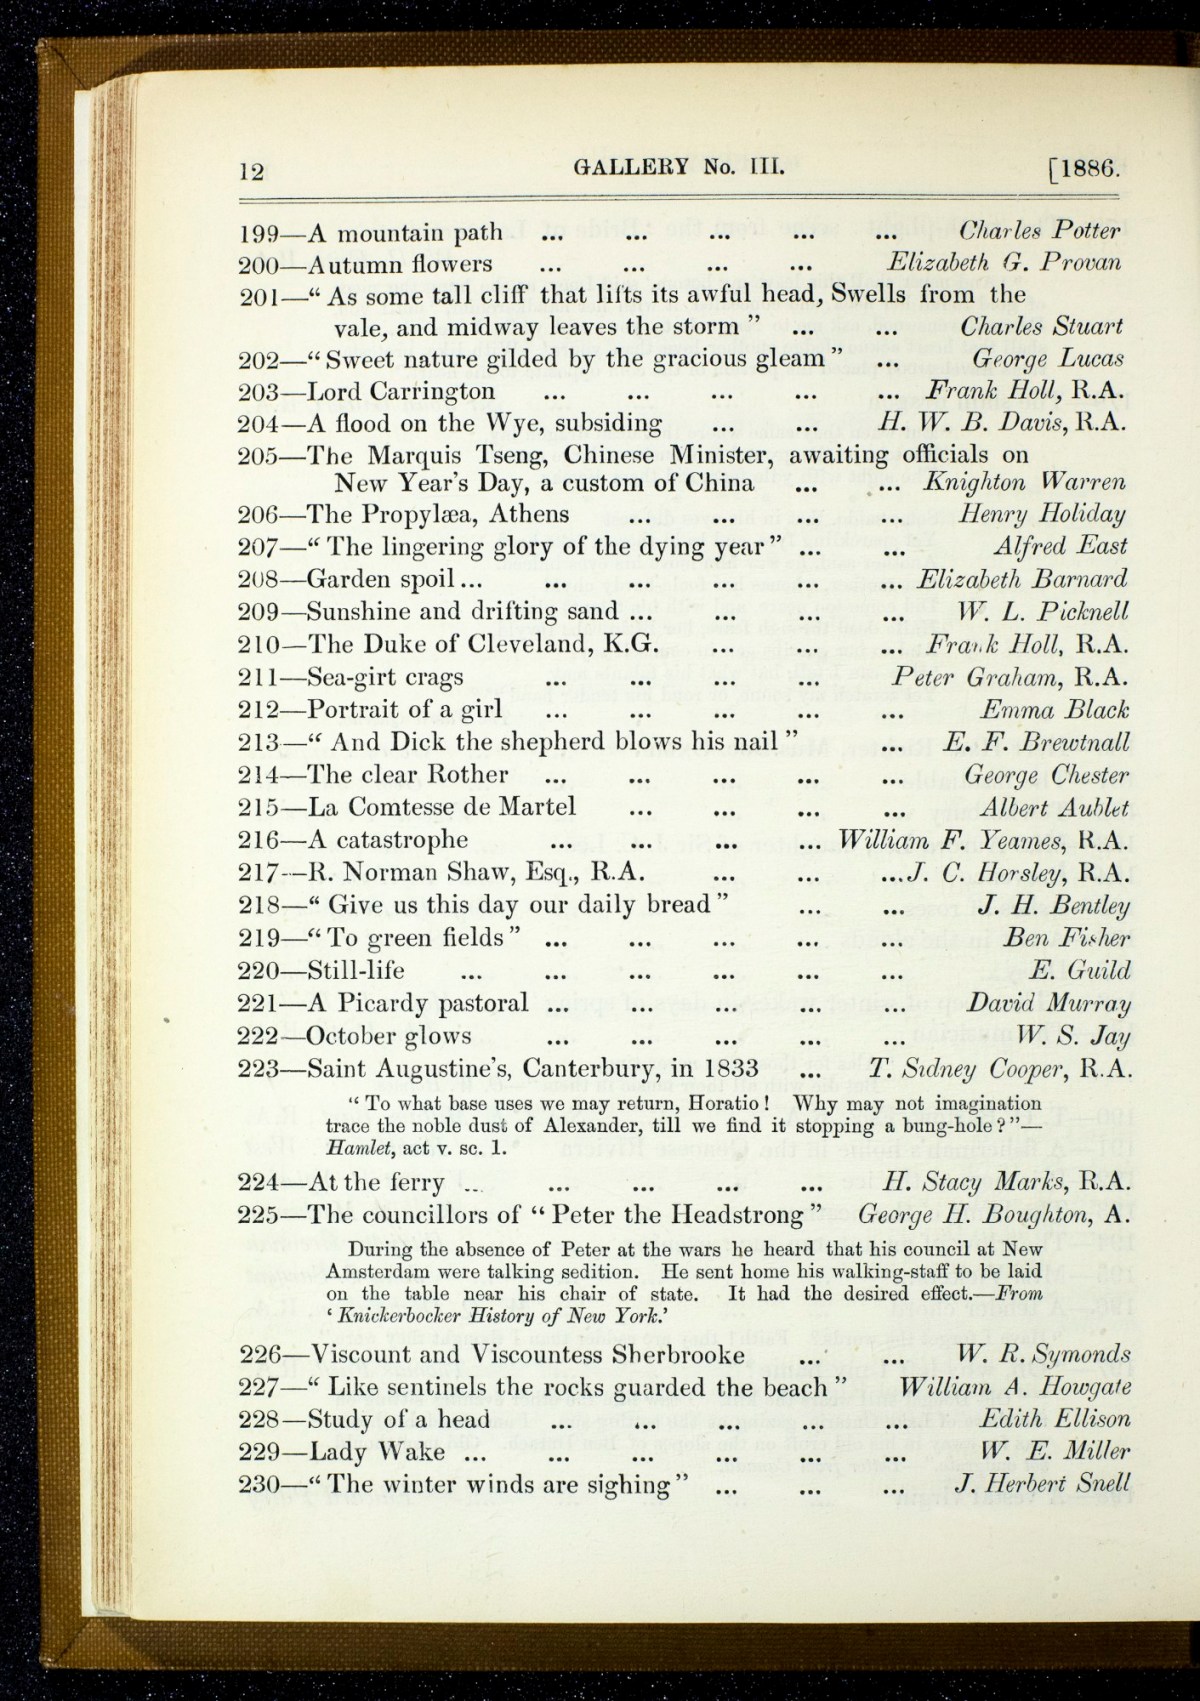 12 GALLERY No. III. [1886.
199—A mountain path ... ... ... ... ... Charles Potter
200—Autumn flowers ... ... ... ... Elizabeth G. Provan
201—“ As some tall cliff that lifts its awful head, Swells from the
vale, and midway leaves the storm ” ... ... Charles Stuart
202—“ Sweet nature gilded by the gracious gleam ” ... George Lucas
203—Lord Carrington ... ... ... ... ... Frank Holl, R.A.
204—A flood on the Wye, subsiding ... ... H. W. B. Davis, R.A.
205—The Marquis Tseng, Chinese Minister, awaiting officials on
New Year’s Day, a custom of China ... ... Knighton Warren
206—The Propylæa, Athens ... ... ... ... Henry Holiday
207—“ The lingering glory of the dying year ” ... ... Alfred East
208—Garden spoil... ... ... ... ... ... Elizabeth Barnard
209—Sunshine and drifting sand ... ... ... ... W. L. Picknell
210—The Duke of Cleveland, K.G. ... ... ... Frank Holl, R.A.
211—Sea-girt crags ... ... ... ... Peter Graham, R.A.
212—Portrait of a girl ... ... ... ... ... Emma Black
213—“ And Dick the shepherd blows his nail ” ... E. F. Brewtnall
214—The clear Rother ... ... ... ... ... George Chester
215—La Comtesse de Martel ... ... ... ... Albert Aublet
216—A catastrophe ... ... ... ... William F. Yeames, R.A.
217—R. Norman Shaw, Esq., R.A. ... ... ...J. C. Horsley, R.A.
218—“ Give us this day our daily bread ” ... ... J. H. Bentley
219—“ To green fields ” ... ... ... ... ... Ben Fisher
220—Still-life ... ... ... ... ... ... E. Guild
221—A Picardy pastoral ... ... ... ... ... David Murray
222—October glows ... ... ... ... ... W. S. Jay
223—Saint Augustine’s, Canterbury, in 1833 ... T. Sidney Cooper, R.A.
“ To what base uses we may return, Horatio ! Why may not imagination
trace the noble dust of Alexander, till we find it stopping a bung-hole ? ”—
Hamlet, act v. sc. 1.
224—At the ferry ... ... ... ... ... H. Stacy Marks, R.A.
225—The councillors of “ Peter the Headstrong ” George H. Boughton, A.
During the absence of Peter at the wars he heard that his council at New
Amsterdam were talking sedition. He sent home his walking-staff to be laid
on the table near his chair of state. It had the desired effect.—From
‘ Knickerbocker History of New York.’
226—Viscount and Viscountess Sherbrooke ... ... W. R. Symonds
227—“ Like sentinels the rocks guarded the beach ” William A. Howgate
228—Study of a head ... ... ... ... ... Edith Ellison
229—Lady Wake ... ... ... ... ... ... W. E. Miller
230—“ The winter winds are sighing ” ... ... ... J. Herbert Snell